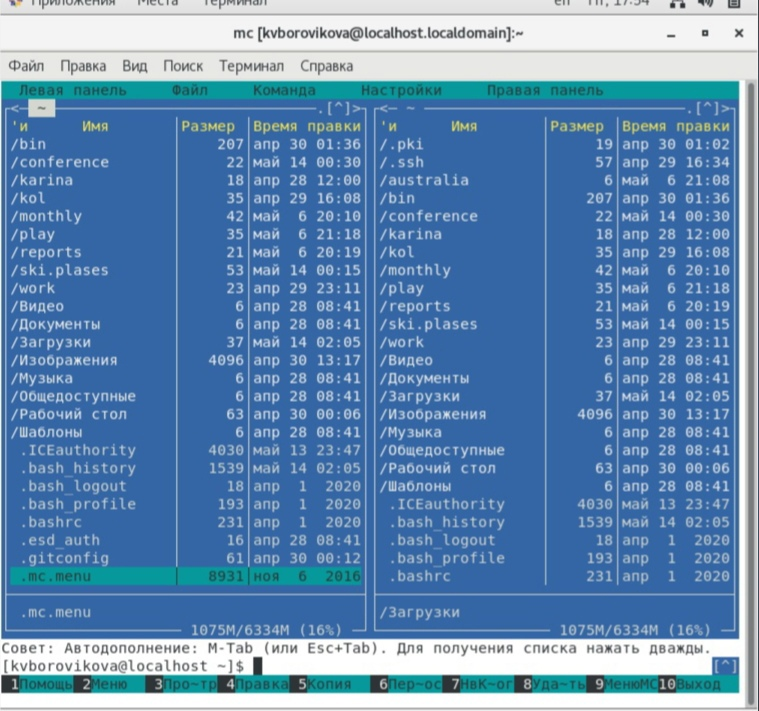 Приложения Места Терминал en Пт, 17:54
mc [kvborovikova@localhost.localdomain]:~
Файл Правка Вид Поиск Терминал Справка
Левая панель Файл Команда Настройки Правая панель
<— ~ .[^]> <— ~ .[^]>
'и Имя Размер Время правки 'и Имя Размер Время правки
/bin 207 апр 30 01:36 /.pki 19 апр 30 01:02
/conference 22 май 14 00:30 /.ssh 57 апр 29 16:34
/karina 18 апр 28 12:00 /australia 6 май 6 21:08
/kol 35 апр 29 16:08 /bin 207 апр 30 01:36
/monthly 42 май 6 20:10 /conference 22 май 14 00:30
/play 35 май 6 21:18 /karina 18 апр 28 12:00
/reports 21 май 6 20:19 /kol 35 апр 29 16:08
/ski.plases 53 май 14 00:15 /monthly 42 май 6 20:10
/work 23 апр 29 23:11 /play 35 май 6 21:18
/Видео 6 апр 28 08:41 /reports 21 май 6 20:19
/Документы 6 апр 28 08:41 /ski.plases 53 май 14 00:15
/Загрузки 37 май 14 02:05 /work 23 апр 29 23:11
/Изображения 4096 апр 30 13:17 /Видео 6 апр 28 08:41
/Музыка 6 апр 28 08:41 /Документы 6 апр 28 08:41
/Общедоступные 6 апр 28 08:41 /Загрузки 37 май 14 02:05
/Рабочий стол 63 апр 30 00:06 /Изображения 4096 апр 30 13:17
/Шаблоны 6 апр 28 08:41 /Музыка 6 апр 28 08:41
.ICEauthority 4030 май 13 23:47 /Общедоступные 6 апр 28 08:41
.bash_history 1539 май 14 02:05 /Рабочий стол 63 апр 30 00:06
.bash_logout 18 апр 1 2020 /Шаблоны 6 апр 28 08:41
.bash_profile 193 апр 1 2020 .ICEauthority 4030 май 13 23:47
.bashrc 231 апр 1 2020 .bash_history 1539 май 14 02:05
.esd_auth 16 апр 28 08:41 .bash_logout 18 апр 1 2020
.gitconfig 61 апр 30 00:12 .bash_profile 193 апр 1 2020
.mc.menu 8931 ноя 6 2016 .bashrc 231 апр 1 2020
.mc.menu /Загрузки
1075M/6334M (16%) 1075M/6334M (16%)
Совет: Автодополнение: M-Tab (или Esc+Tab). Для получения списка нажать дважды.
[kvborovikova@localhost ~]$ [^]
1Помощь 2Меню 3Про~тр 4Правка 5Копия 6Пер~ос 7НвК~ог 8Уда~ть 9МенюMC 10Выход